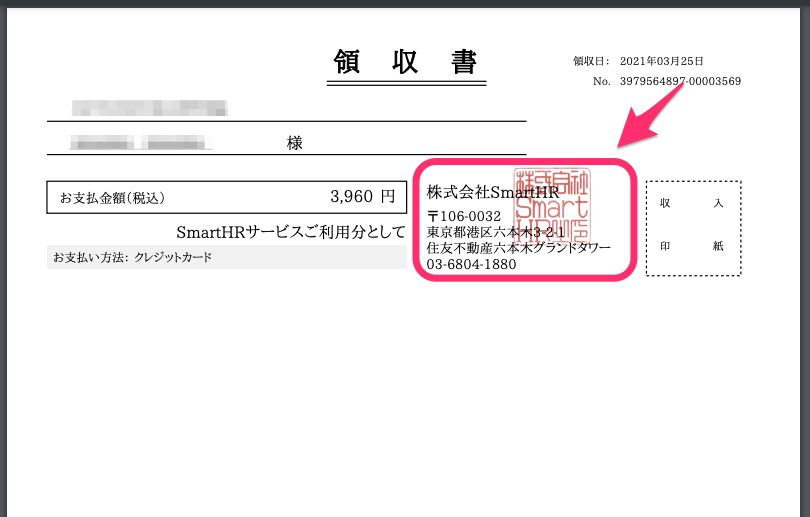 領 収 書
領収日: 2021年03月25日
No. 3979564897-00003569
様
お支払金額(税込) 3,960 円
SmartHRサービスご利用分として
お支払い方法: クレジットカード
株式会社SmartHR
〒106-0032
東京都港区六本木3-2-1
住友不動産六本木グランドタワー
03-6804-1880
株式会社
Smart
HR
収 入
印 紙